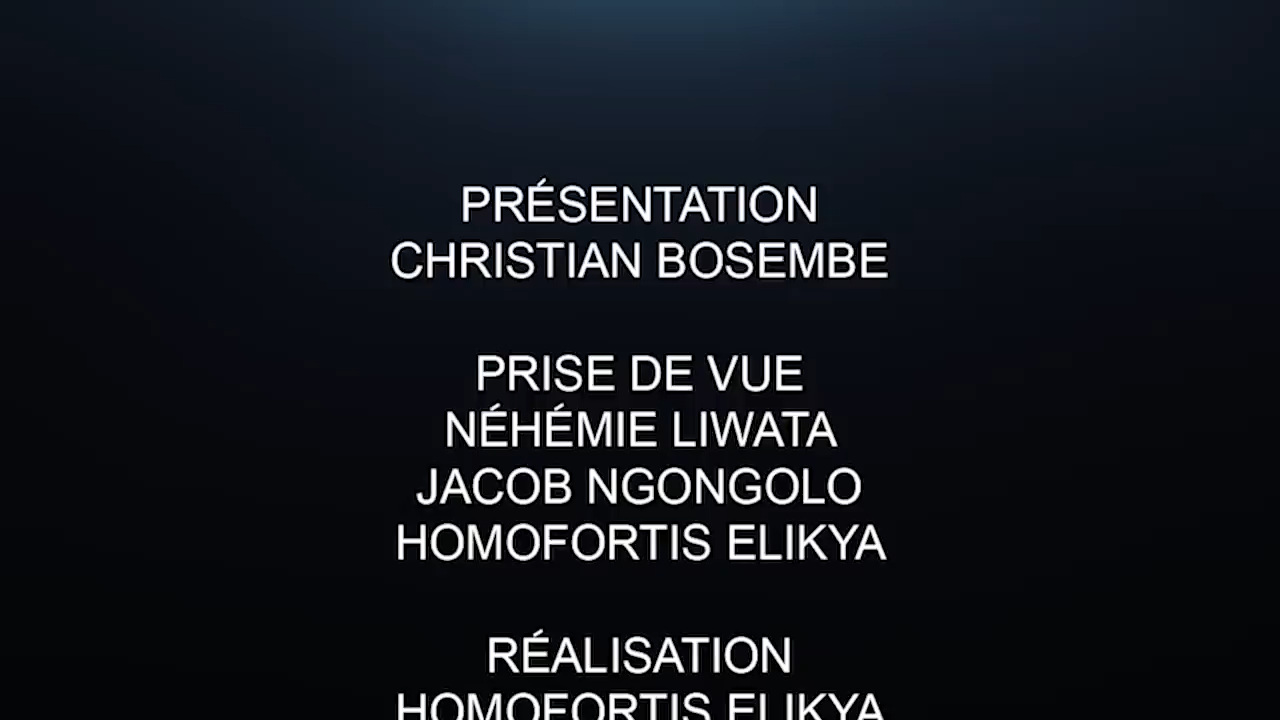 PRÉSENTATION
CHRISTIAN BOSEMBE
PRISE DE VUE
NÉHÉMIE LIWATA
JACOB NGONGOLO
HOMOFORTIS ELIKYA
RÉALISATION
HOMOFORTIS ELIKYA